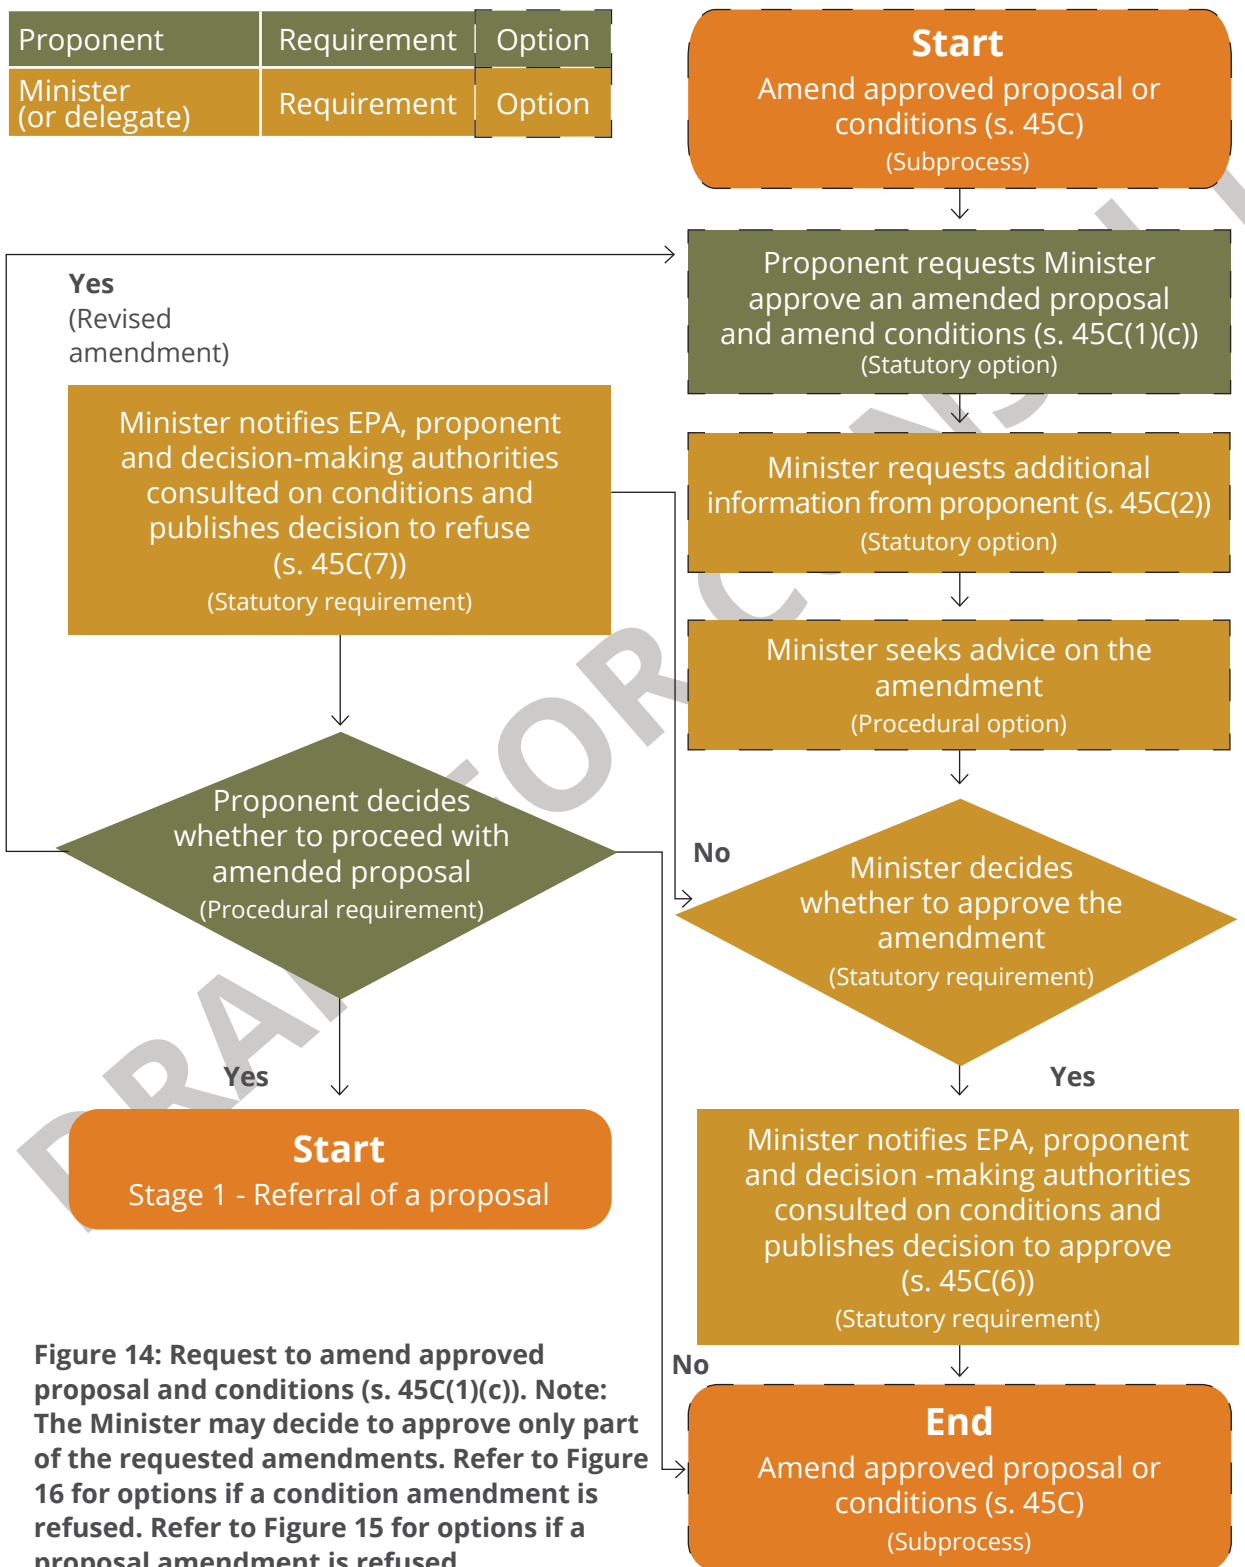 Proponent Requirement Option
Minister
(or delegate) Requirement Option
Start
Amend approved proposal or
conditions (s. 45C)
(Subprocess)
Proponent requests Minister
approve an amended proposal
and amend conditions (s. 45C(1)(c))
(Statutory option)
Yes
(Revised
amendment)
Minister notifies EPA, proponent
and decision-making authorities
consulted on conditions and
publishes decision to refuse
(s. 45C(7))
(Statutory requirement)
Minister requests additional
information from proponent (s. 45C(2))
(Statutory option)
Minister seeks advice on the
amendment
(Procedural option)
Proponent decides
whether to proceed with
amended proposal
(Procedural requirement)
No
Minister decides
whether to approve the
amendment
(Statutory requirement)
Yes
Yes
Start
Stage 1 - Referral of a proposal
Minister notifies EPA, proponent
and decision -making authorities
consulted on conditions and
publishes decision to approve
(s. 45C(6))
(Statutory requirement)
No
End
Amend approved proposal or
conditions (s. 45C)
(Subprocess)
Figure 14: Request to amend approved
proposal and conditions (s. 45C(1)(c)). Note:
The Minister may decide to approve only part
of the requested amendments. Refer to Figure
16 for options if a condition amendment is
refused. Refer to Figure 15 for options if a
proposal amendment is refused